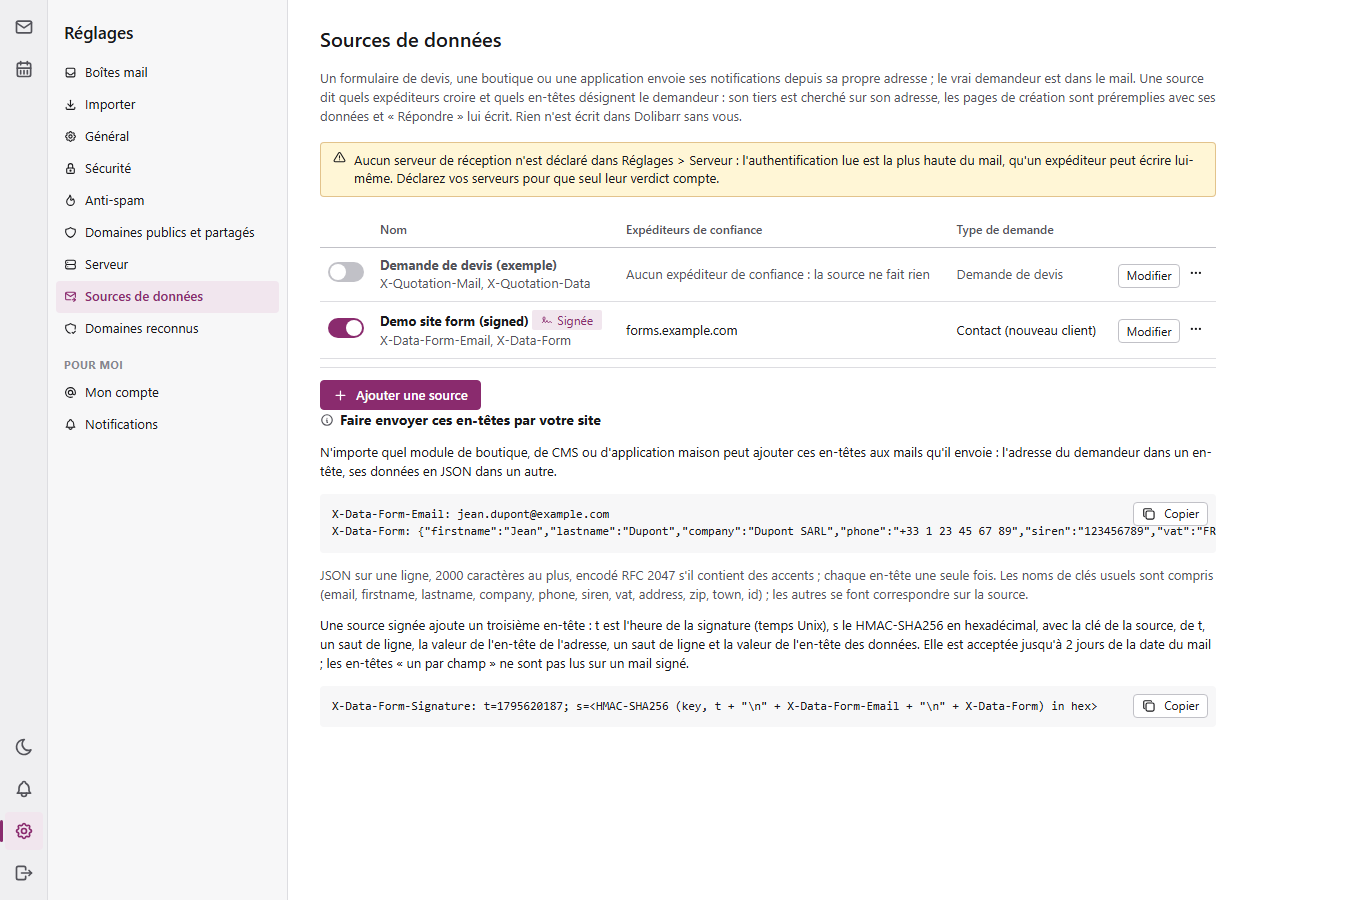 Réglages
Boîtes mail
Importer
Général
Sécurité
Anti-spam
Domaines publics et partagés
Serveur
Sources de données
Domaines reconnus
POUR MOI
Mon compte
Notifications
Sources de données
Un formulaire de devis, une boutique ou une application envoie ses notifications depuis sa propre adresse ; le vrai demandeur est dans le mail. Une source
dit quels expéditeurs croire et quels en-têtes désignent le demandeur : son tiers est cherché sur son adresse, les pages de création sont préremplies avec ses
données et « Répondre » lui écrit. Rien n'est écrit dans Dolibarr sans vous.
Aucun serveur de réception n'est déclaré dans Réglages > Serveur : l'authentification lue est la plus haute du mail, qu'un expéditeur peut écrire lui-
même. Déclarez vos serveurs pour que seul leur verdict compte.
Nom Expéditeurs de confiance Type de demande
Demande de devis (exemple)
X-Quotation-Mail, X-Quotation-Data
Aucun expéditeur de confiance : la source ne fait rien
Demande de devis
Modifier
Demo site form (signed) Signée
X-Data-Form-Email, X-Data-Form
forms.example.com
Contact (nouveau client)
Modifier
Ajouter une source
Faire envoyer ces en-têtes par votre site
N'importe quel module de boutique, de CMS ou d'application maison peut ajouter ces en-têtes aux mails qu'il envoie : l'adresse du demandeur dans un en-
tête, ses données en JSON dans un autre.
X-Data-Form-Email: jean.dupont@example.com
Copier
X-Data-Form: {"firstname":"Jean","lastname":"Dupont","company":"Dupont SARL","phone":"+33 1 23 45 67 89","siren":"123456789","vat":"FR
JSON sur une ligne, 2000 caractères au plus, encodé RFC 2047 s'il contient des accents ; chaque en-tête une seule fois. Les noms de clés usuels sont compris
(email, firstname, lastname, company, phone, siren, vat, address, zip, town, id) ; les autres se font correspondre sur la source.
Une source signée ajoute un troisième en-tête : t est l'heure de la signature (temps Unix), s le HMAC-SHA256 en hexadécimal, avec la clé de la source, de t,
un saut de ligne, la valeur de l'en-tête de l'adresse, un saut de ligne et la valeur de l'en-tête des données. Elle est acceptée jusqu'à 2 jours de la date du mail
; les en-têtes « un par champ » ne sont pas lus sur un mail signé.
X-Data-Form-Signature: t=1795620187; s=<HMAC-SHA256 (key, t + "\n" + X-Data-Form-Email + "\n" + X-Data-Form) in hex>
Copier